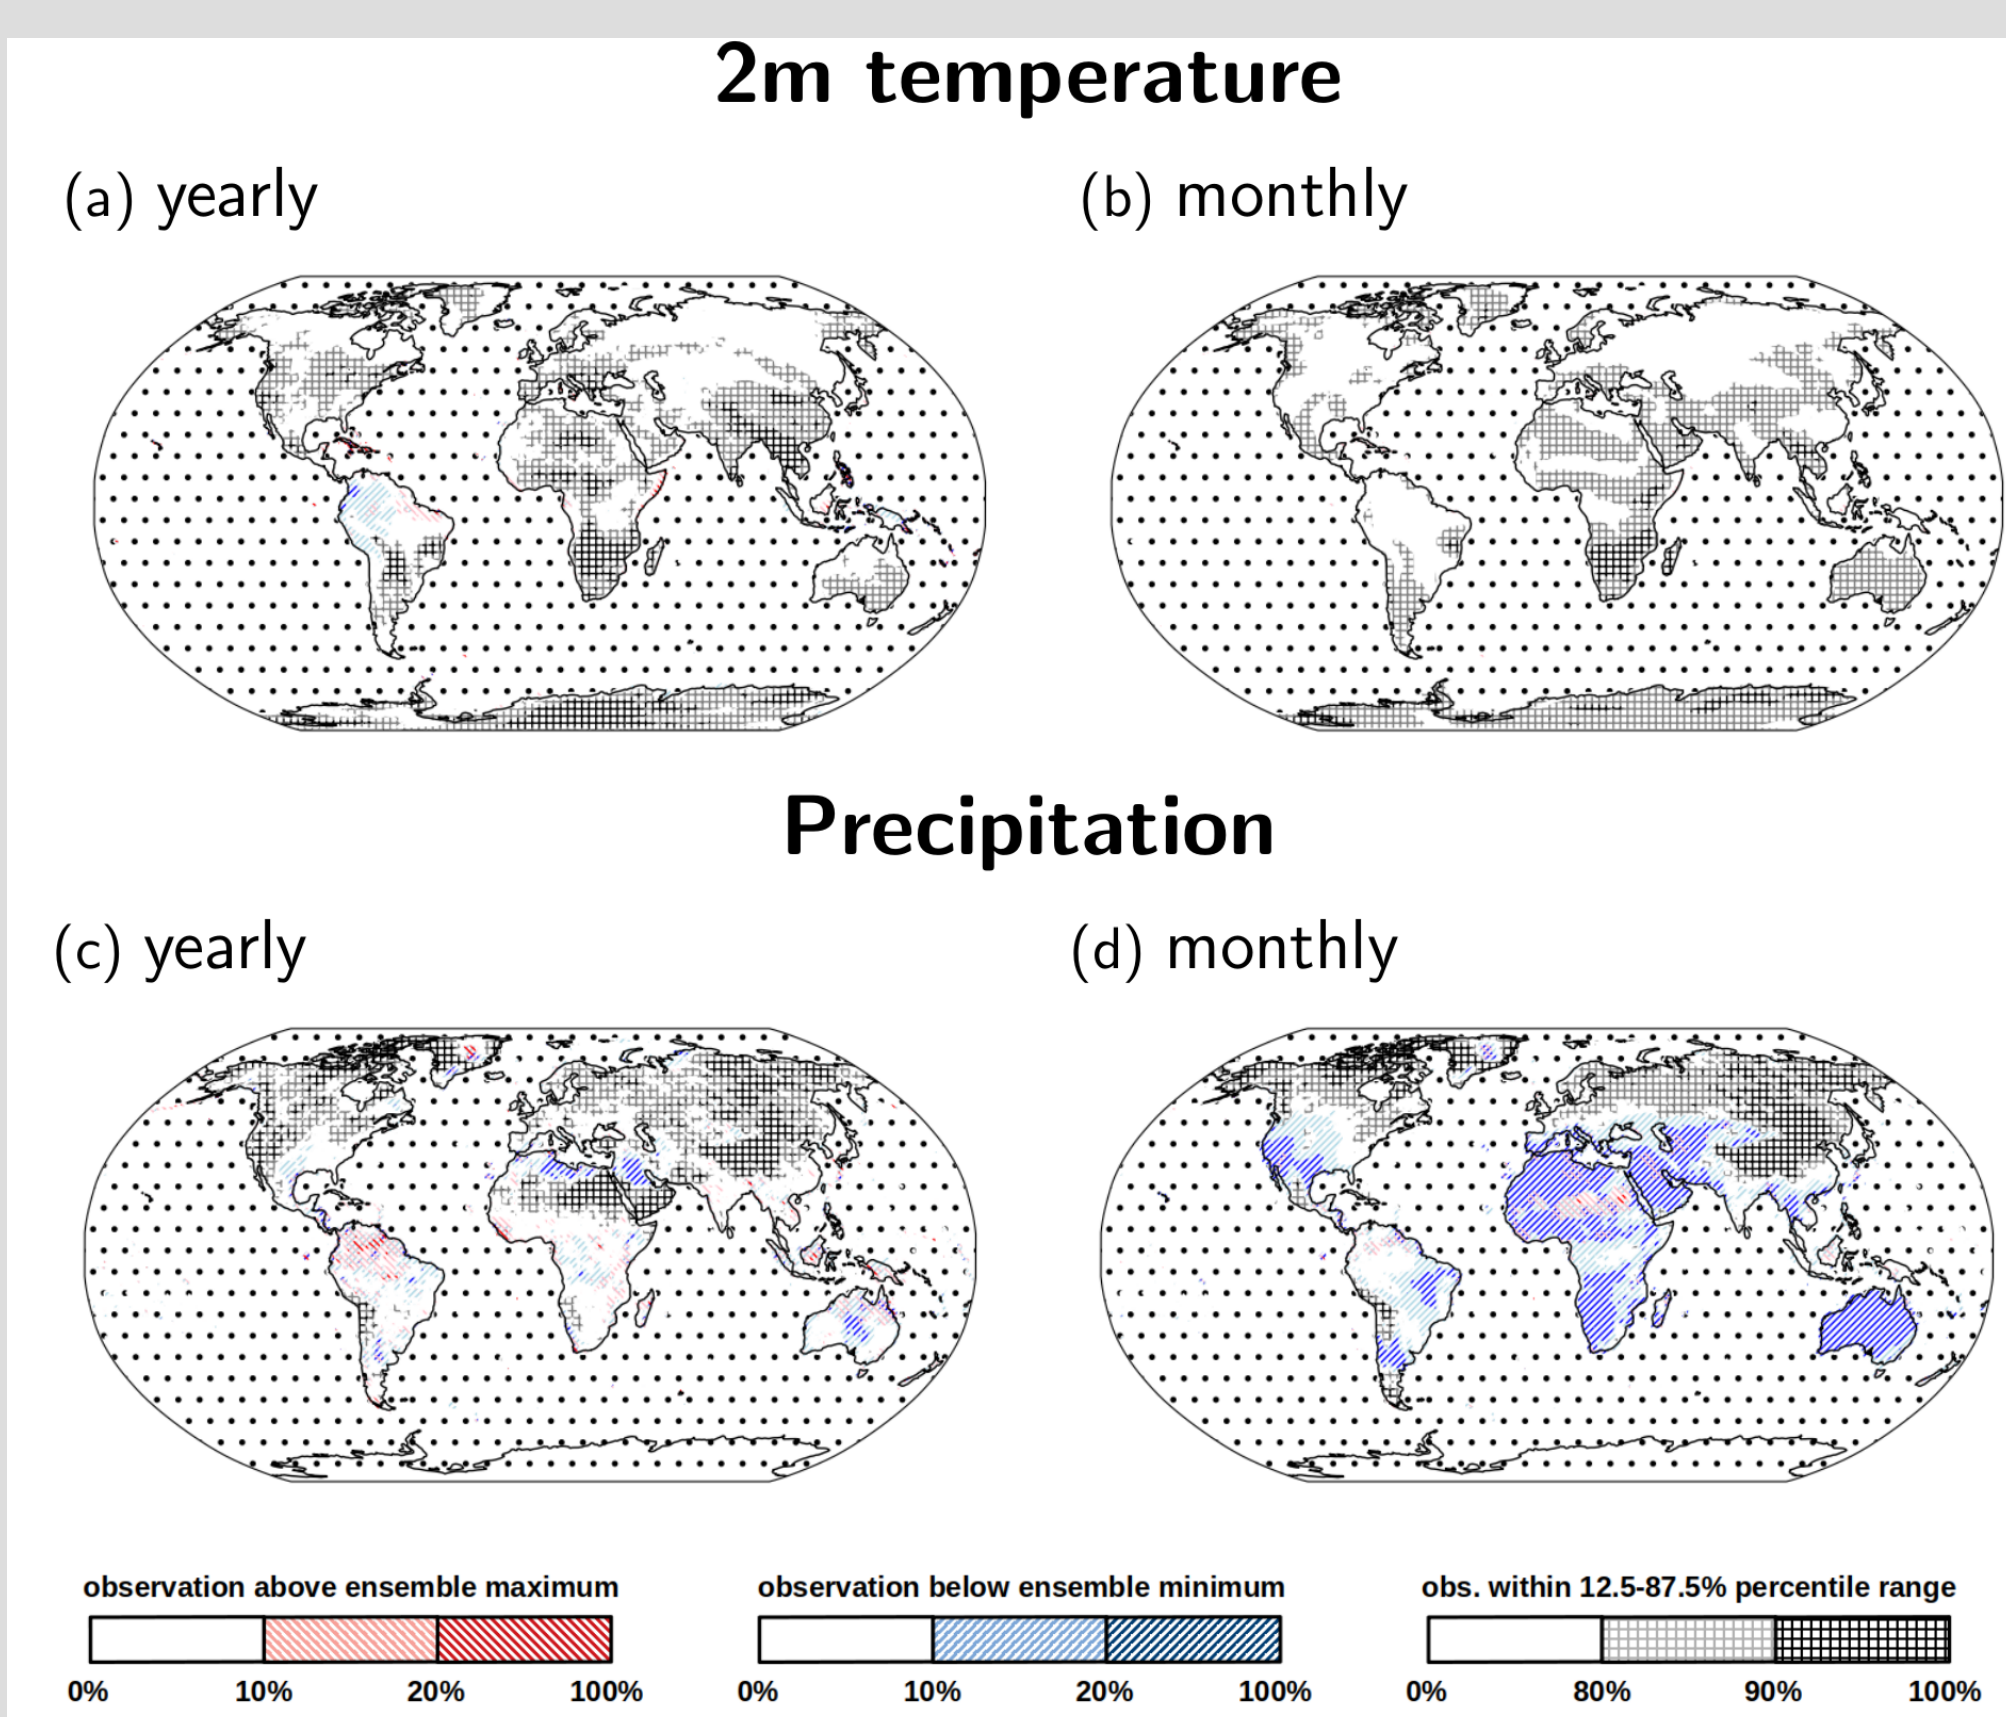 2m temperature
(a) yearly
(b) monthly
Precipitation
(c) yearly
(d) monthly
observation above ensemble maximum
0% 10% 20% 100%
observation below ensemble minimum
0% 10% 20% 100%
obs. within 12.5-87.5% percentile range
0% 80% 90% 100%